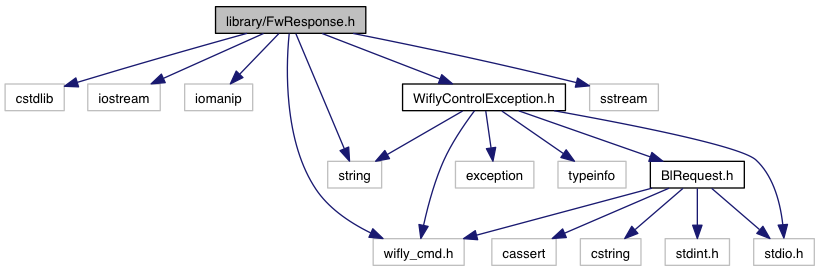 library/FwResponse.h
cstdlib
iostream
iomanip
WiflyControlException.h
sstream
string
exception
typeinfo
BlRequest.h
wifly_cmd.h
cassert
cstring
stdint.h
stdio.h